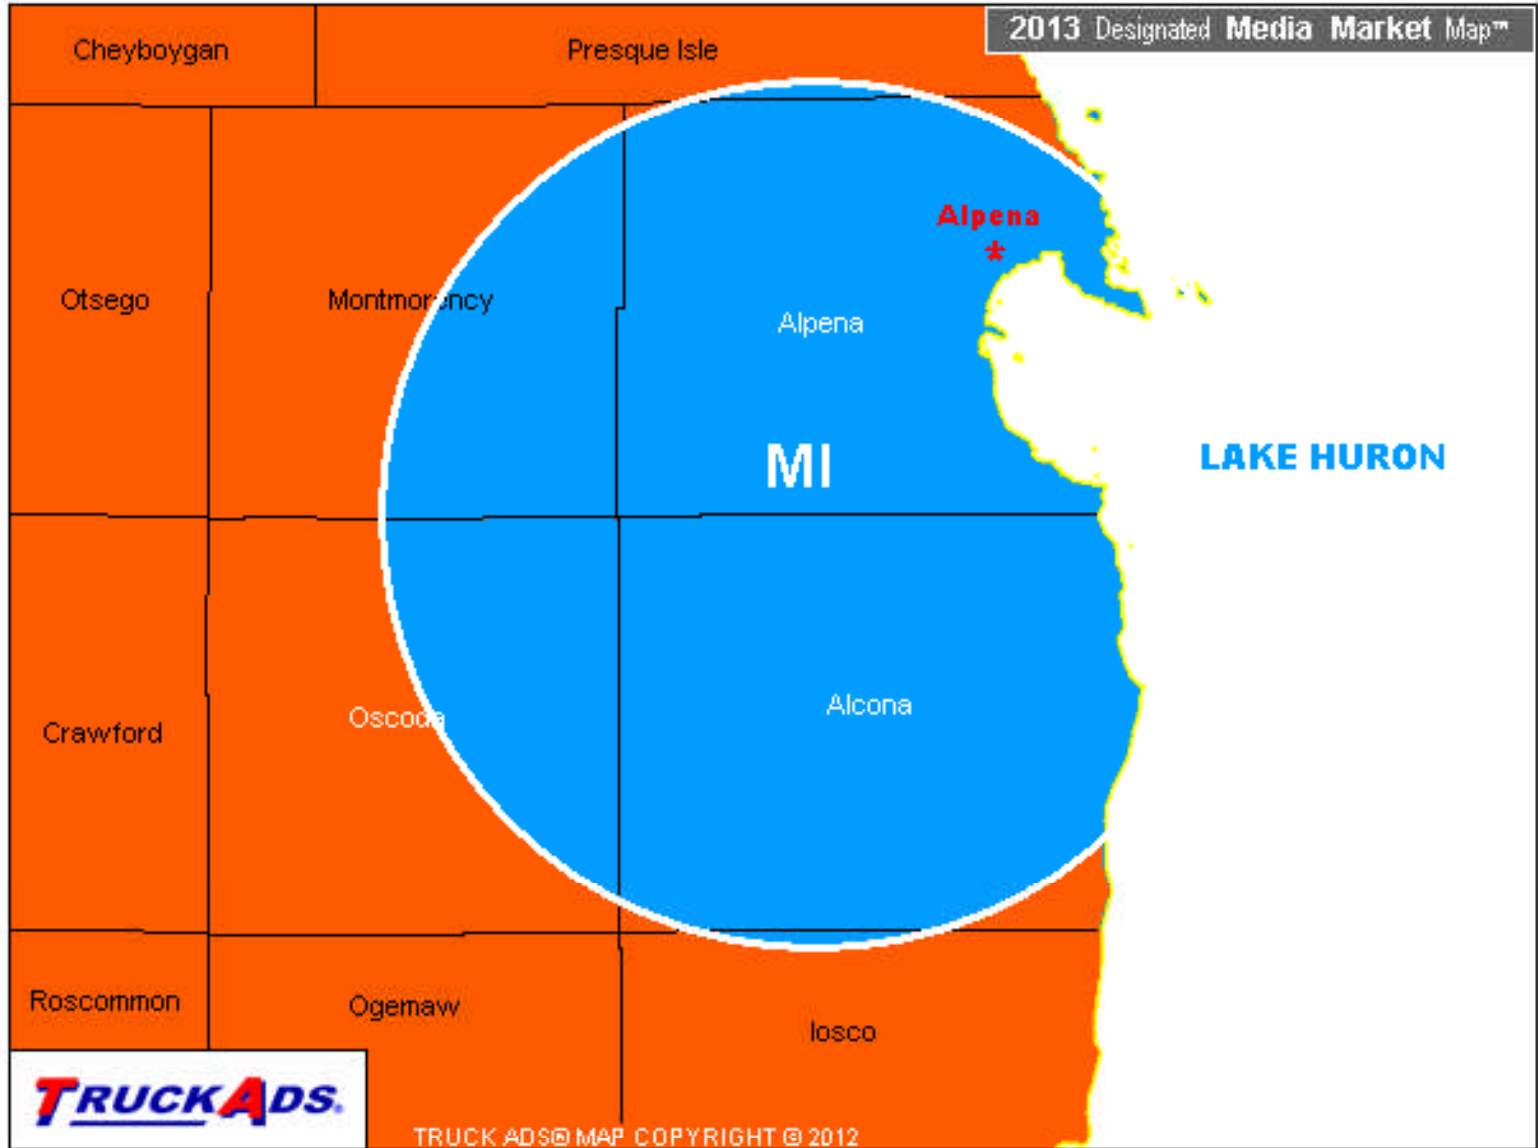 2013 Designated Media Market Map™
Cheyboygan
Presque Isle
Alpena
*
Otsego
Montmorency
Alpena
MI
LAKE HURON
Crawford
Oscoda
Alcona
Roscommon
Ogemaw
Iosco
TRUCKADS.
TRUCK ADS® MAP COPYRIGHT © 2012